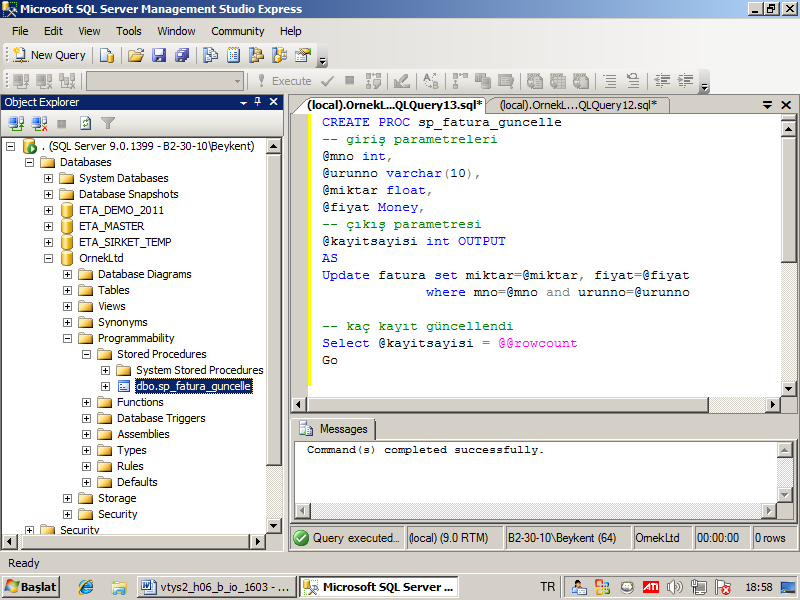 Microsoft SQL Server Management Studio Express
File Edit View Tools Window Community Help
New Query
Execute
Object Explorer
(local).OrnekL...QLQuery13.sql* (local).OrnekL...QLQuery12.sql*
. (SQL Server 9.0.1399 - B2-30-10\Beykent)
Databases
System Databases
Database Snapshots
ETA_DEMO_2011
ETA_MASTER
ETA_SIRKET_TEMP
OrnekLtd
Database Diagrams
Tables
Views
Synonyms
Programmability
Stored Procedures
System Stored Procedures
dbo.sp_fatura_guncelle
Functions
Database Triggers
Assemblies
Types
Rules
Defaults
Storage
Security
Security
CREATE PROC sp_fatura_guncelle
-- giriş parametreleri
@mno int,
@urunno varchar(10),
@miktar float,
@fiyat Money,
-- çıkış parametresi
@kayitsayisi int OUTPUT
AS
Update fatura set miktar=@miktar, fiyat=@fiyat
where mno=@mno and urunno=@urunno
-- kaç kayıt güncellendi
Select @kayitsayisi = @@rowcount
Go
Messages
Command(s) completed successfully.
Query executed... (local) (9.0 RTM) B2-30-10\Beykent (64) OrnekLtd 00:00:00 0 rows
Ready
Başlat vtys2_h06_b_io_1603 - ... Microsoft SQL Server ... TR ATI 18:58